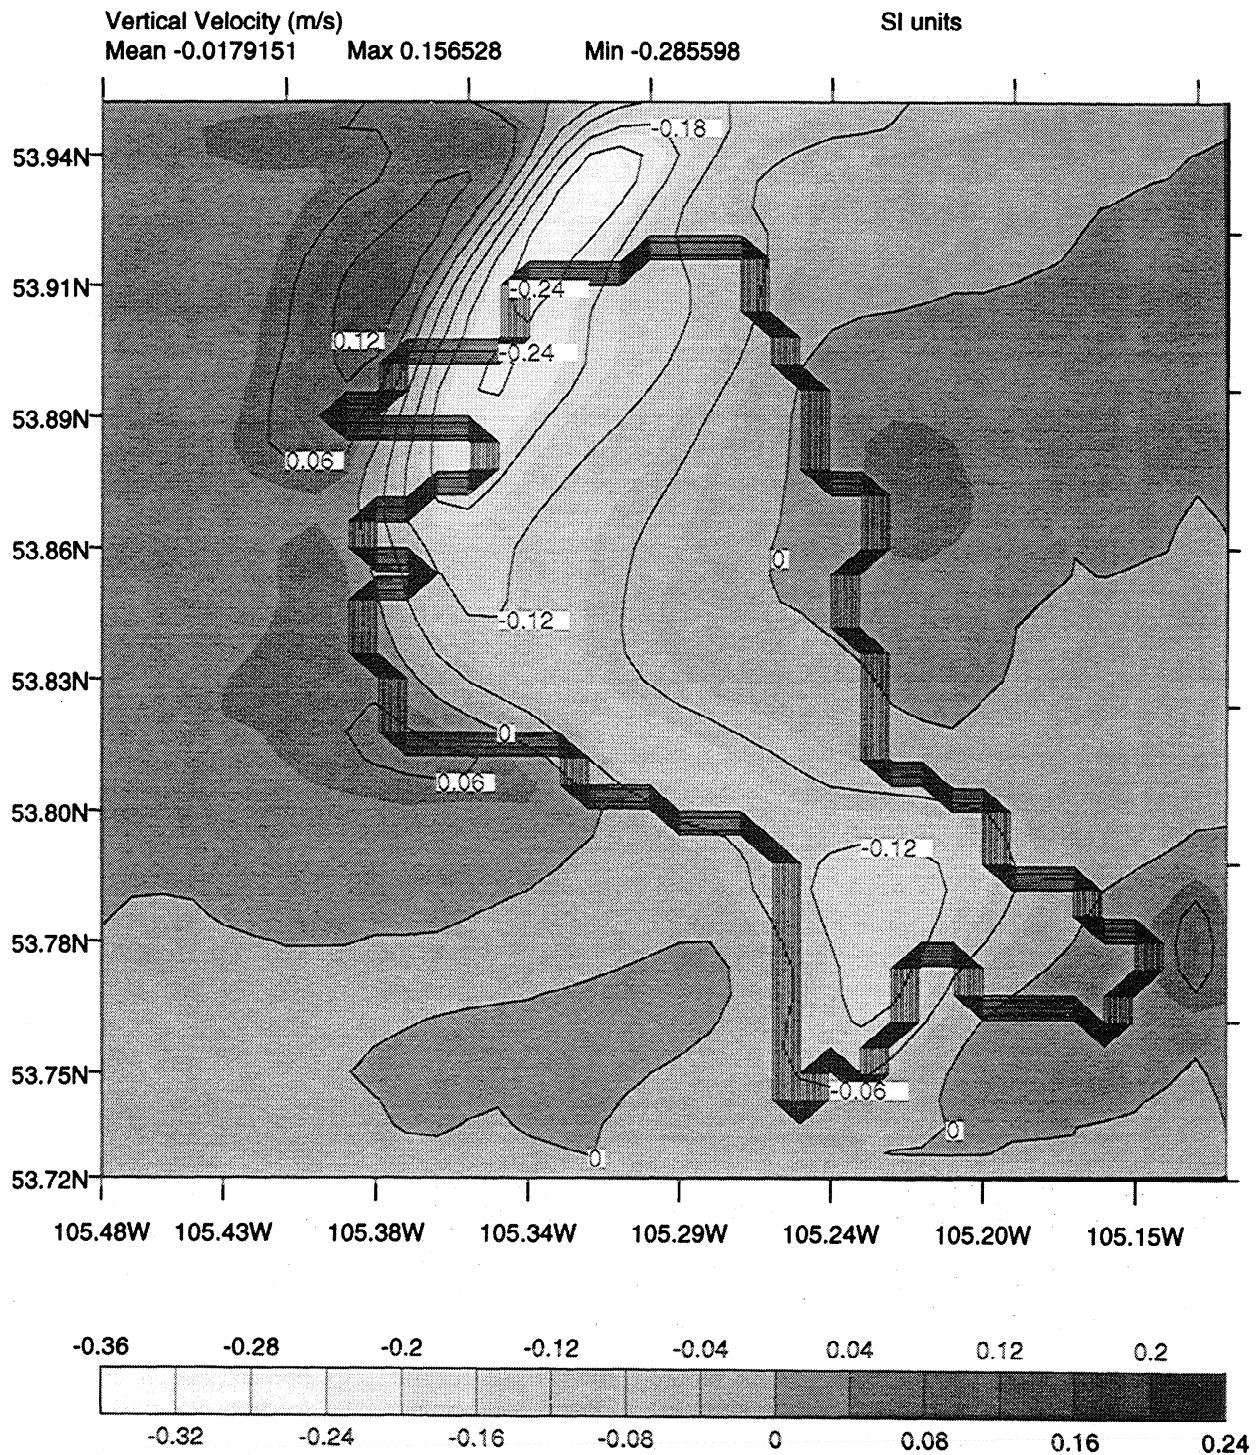 Vertical Velocity (m/s) SI units
Mean -0.0179151 Max 0.156528 Min -0.285598
-0.18
53.94N
53.91N
-0.24
0.12
-0.24
53.89N
0.06
53.86N
0
-0.12
53.83N
0
0.06
53.80N
-0.12
53.78N
53.75N
-0.06
0
0
53.72N
105.48W 105.43W 105.38W 105.34W 105.29W 105.24W 105.20W 105.15W
-0.36 -0.28 -0.2 -0.12 -0.04 0.04 0.12 0.2
-0.32 -0.24 -0.16 -0.08 0 0.08 0.16 0.24